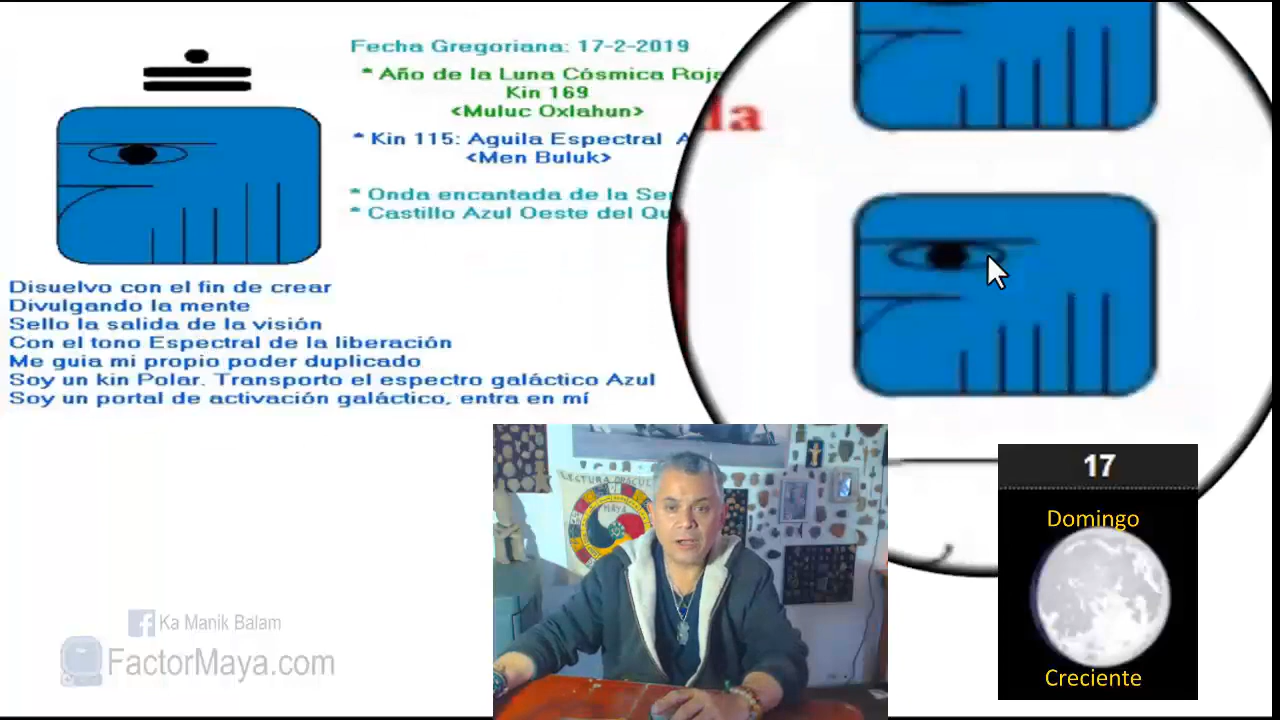 Fecha Gregoriana: 17-2-2019
* Año de la Luna Cósmica Roja
Kin 169
<Muluc Oxlahun>
* Kin 115: Aguila Espectral A
<Men Buluk>
* Onda encantada de la Ser
* Castillo Azul Oeste del Qu
da
Disuelvo con el fin de crear
Divulgando la mente
Sello la salida de la visión
Con el tono Espectral de la liberación
Me guia mi propio poder duplicado
Soy un kin Polar. Transporto el espectro galáctico Azul
Soy un portal de activación galáctico, entra en mí
17
Domingo
Creciente
MAYA
Ka Manik Balam
FactorMaya.com